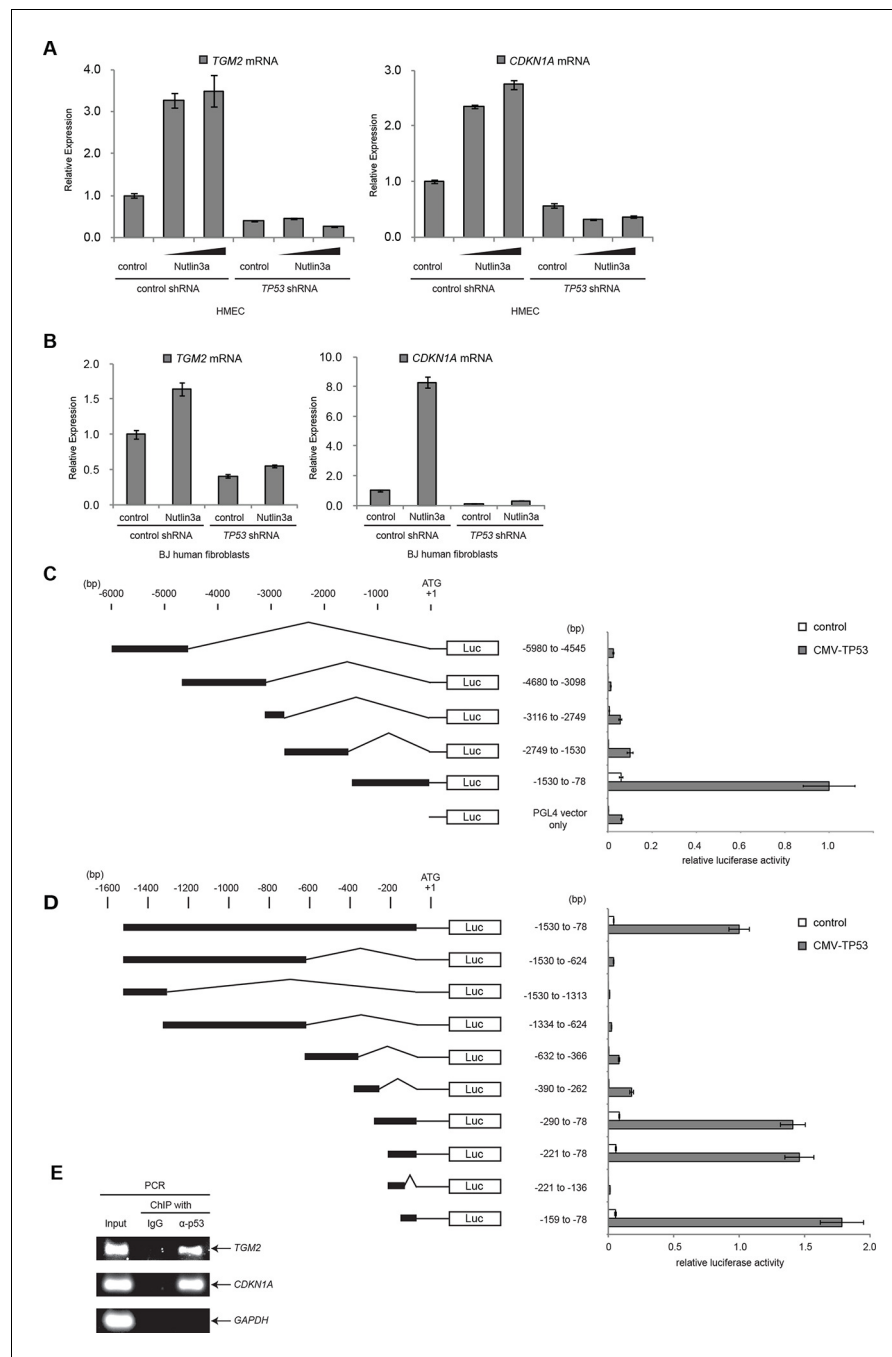 A
TGM2 mRNA
CDKN1A mRNA
Relative Expression
4.0
3.0
2.0
1.0
0.0
Relative Expression
3.0
2.0
1.0
0.0
control Nutlin3a control Nutlin3a
control shRNA TP53 shRNA
HMEC
control Nutlin3a control Nutlin3a
control shRNA TP53 shRNA
HMEC
B
TGM2 mRNA
CDKN1A mRNA
Relative Expression
2.0
1.5
1.0
0.5
0.0
Relative Expression
10.0
8.0
6.0
4.0
2.0
0.0
control Nutlin3a control Nutlin3a
control shRNA TP53 shRNA
BJ human fibroblasts
control Nutlin3a control Nutlin3a
control shRNA TP53 shRNA
BJ human fibroblasts
C
(bp)
-6000 -5000 -4000 -3000 -2000 -1000 ATG +1
(bp)
control
CMV-TP53
Luc -5980 to -4545
Luc -4680 to -3098
Luc -3116 to -2749
Luc -2749 to -1530
Luc -1530 to -78
Luc PGL4 vector only
0 0.2 0.4 0.6 0.8 1.0
relative luciferase activity
D
(bp)
-1600 -1400 -1200 -1000 -800 -600 -400 -200 ATG +1
(bp)
control
CMV-TP53
Luc -1530 to -78
Luc -1530 to -624
Luc -1530 to -1313
Luc -1334 to -624
Luc -632 to -366
Luc -390 to -262
Luc -290 to -78
Luc -221 to -78
Luc -221 to -136
Luc -159 to -78
0 0.5 1.0 1.5 2.0
relative luciferase activity
E
PCR
ChIP with
Input IgG α-p53
TGM2
CDKN1A
GAPDH